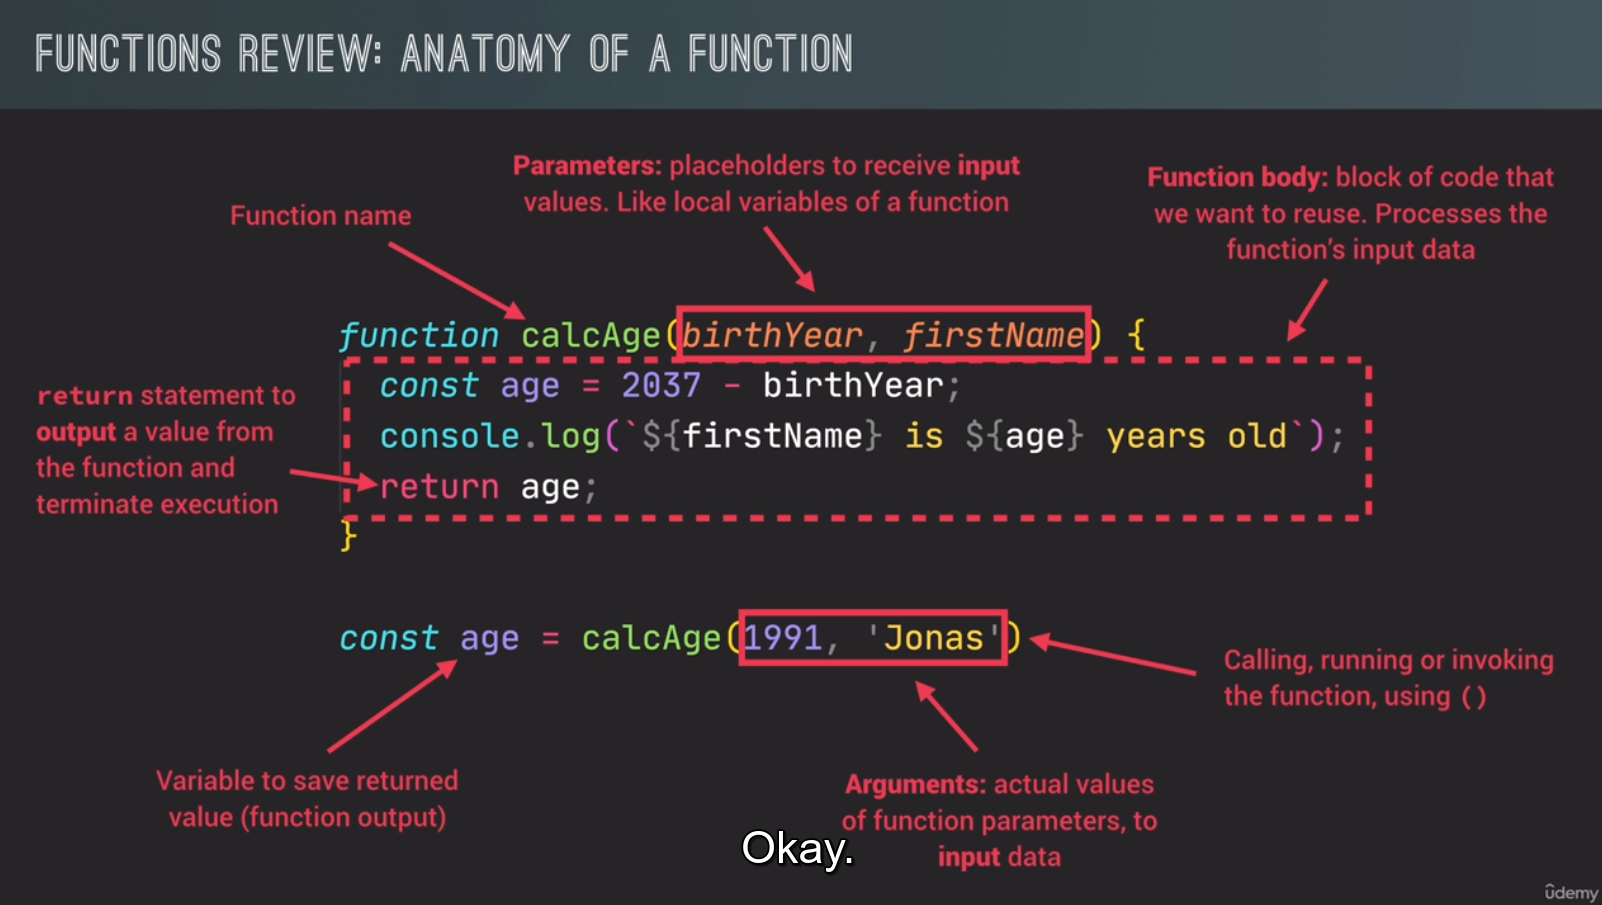 FUNCTIONS REVIEW: ANATOMY OF A FUNCTION
Function name
Parameters: placeholders to receive input
values. Like local variables of a function
Function body: block of code that
we want to reuse. Processes the
function’s input data
function calcAge(birthYear, firstName) {
const age = 2037 - birthYear;
console.log(`${firstName} is ${age} years old`);
return age;
}
return statement to
output a value from
the function and
terminate execution
const age = calcAge(1991, 'Jonas')
Calling, running or invoking
the function, using ()
Variable to save returned
value (function output)
Arguments: actual values
of function parameters, to
input data
Okay.
ûdemy